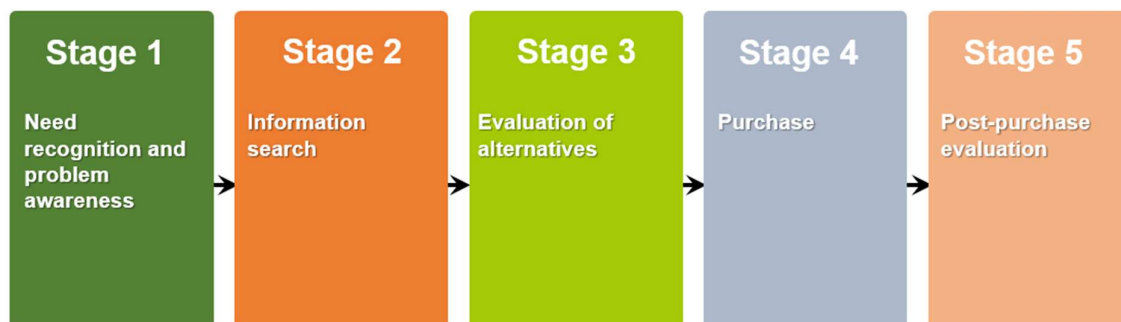 Stage 1
Need
recognition and
problem
awareness
Stage 2
Information
search
Stage 3
Evaluation of
alternatives
Stage 4
Purchase
Stage 5
Post-purchase
evaluation